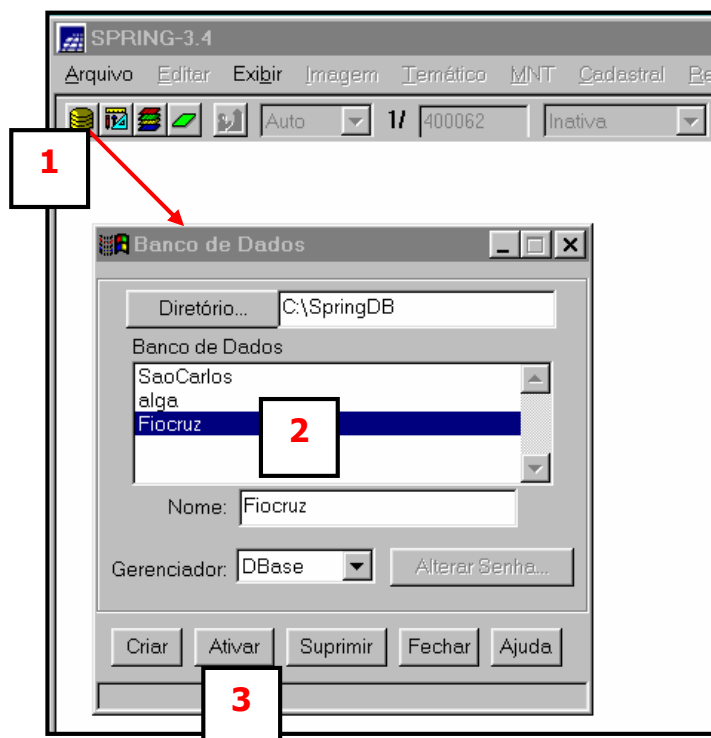 SPRING-3.4
Arquivo Editar Exibir Imagem Temático MNT Cadastral Re
Auto 1/ 400062 Inativa
1
Banco de Dados
Diretório... C:\SpringDB
Banco de Dados
SaoCarlos
alga
Fiocruz
2
Nome: Fiocruz
Gerenciador: DBase Alterar Senha...
Criar Ativar Suprimir Fechar Ajuda
3